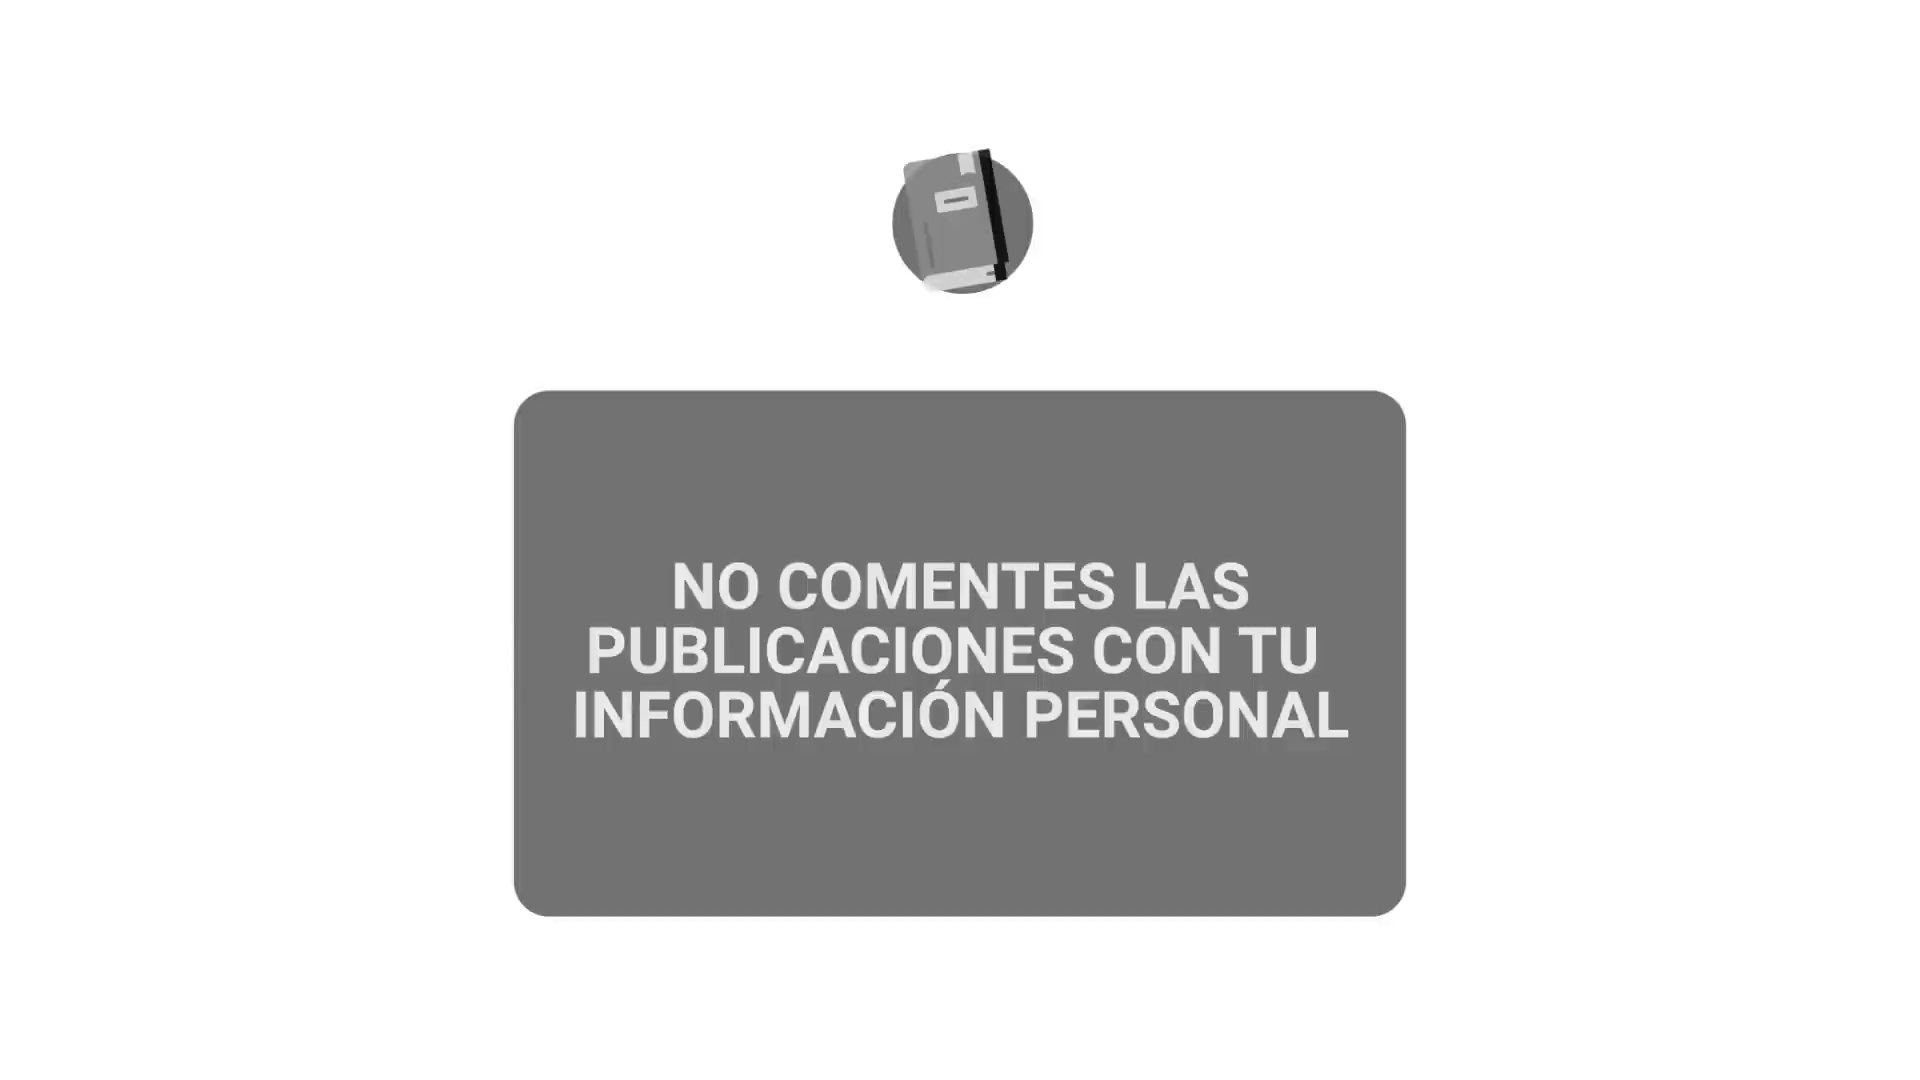 NO COMENTES LAS
PUBLICACIONES CON TU
INFORMACIÓN PERSONAL